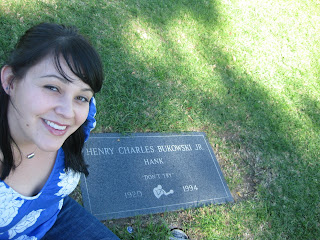 HENRY CHARLES BUKOWSKI JR.
HANK
"DON'T TRY"
1920 1994